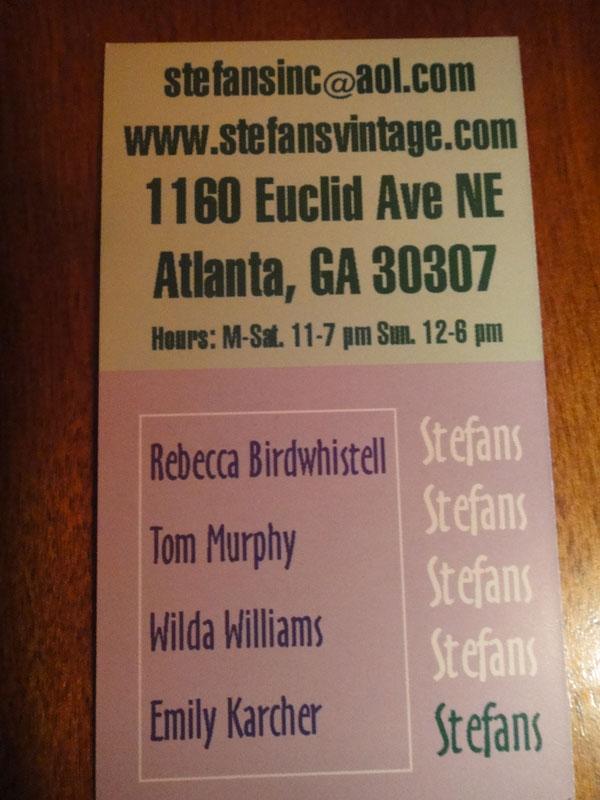 stefansinc@aol.com
www.stefansvintage.com
1160 Euclid Ave NE
Atlanta, GA 30307
Hours: M-Sat. 11-7 pm Sun. 12-6 pm
Rebecca Birdwhistell
Tom Murphy
Wilda Williams
Emily Karcher
Stefans
Stefans
Stefans
Stefans
Stefans